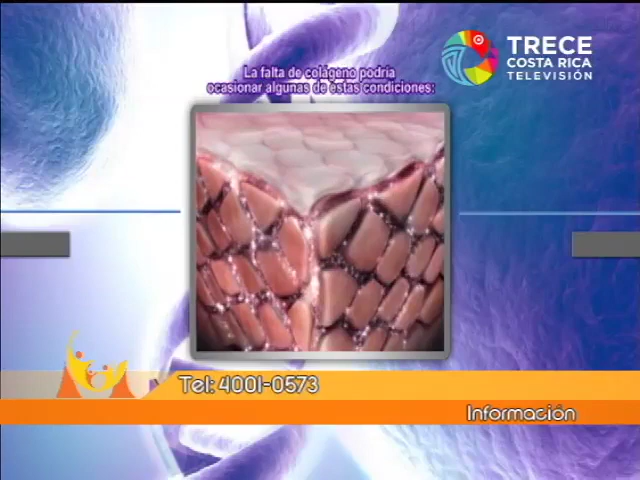 TRECE
COSTA RICA
TELEVISIÓN
La falta de colágeno podría
ocasionar algunas de estas condiciones:
Tel: 4001-0573
Información